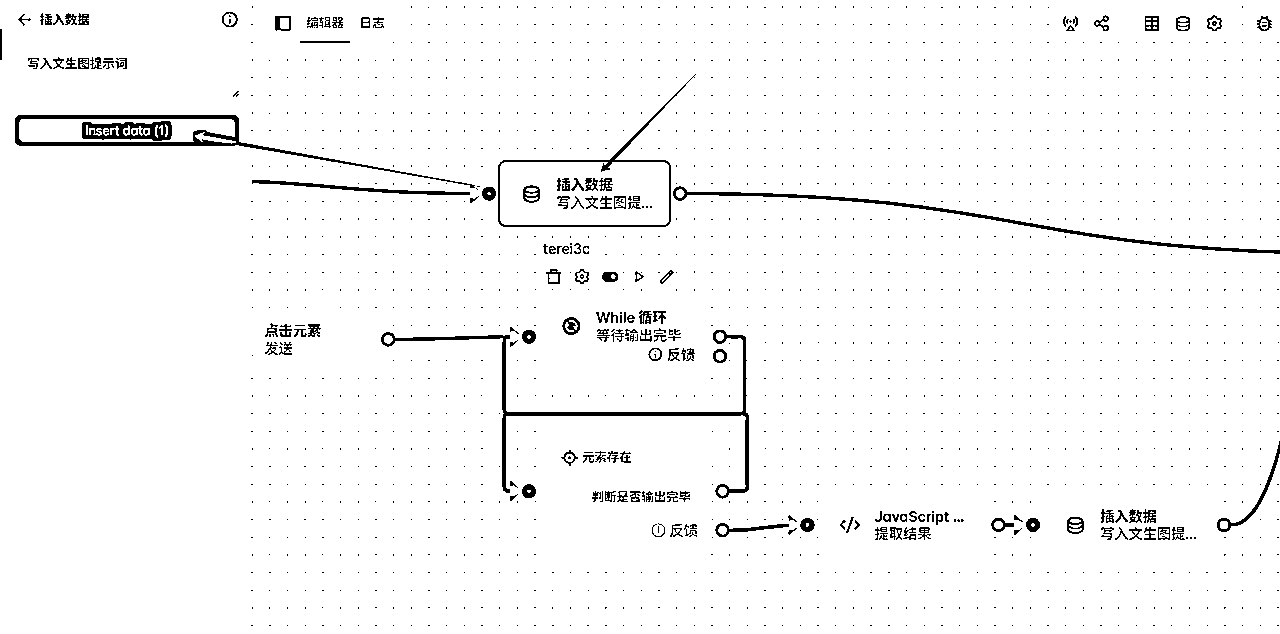 插入数据
编辑器 日志
写入文生图提示词
Insert data (1)
插入数据
写入文生图提...
terei3c
点击元素
发送
While 循环
等待输出完毕
反馈
元素存在
判断是否输出完毕
反馈
JavaScript ...
提取结果
插入数据
写入文生图提...